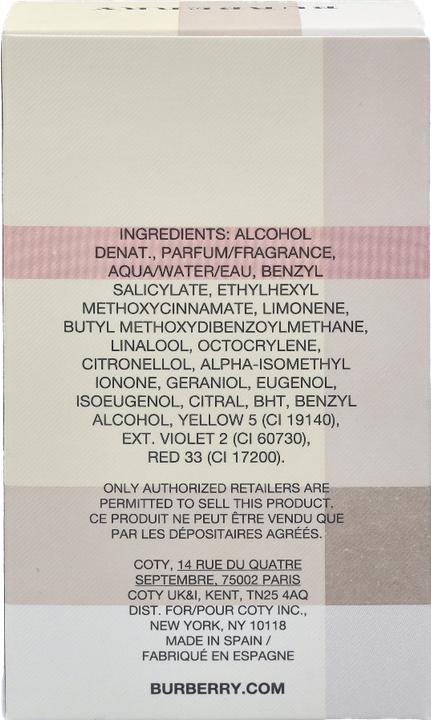 BURBERRY
INGREDIENTS: ALCOHOL
DENAT., PARFUM/FRAGRANCE,
AQUA/WATER/EAU, BENZYL
SALICYLATE, ETHYLHEXYL
METHOXYCINNAMATE, LIMONENE,
BUTYL METHOXYDIBENZOYLMETHANE,
LINALOOL, OCTOCRYLENE,
CITRONELLOL, ALPHA-ISOMETHYL
IONONE, GERANIOL, EUGENOL,
ISOEUGENOL, CITRAL, BHT, BENZYL
ALCOHOL, YELLOW 5 (CI 19140),
EXT. VIOLET 2 (CI 60730),
RED 33 (CI 17200).
ONLY AUTHORIZED RETAILERS ARE
PERMITTED TO SELL THIS PRODUCT.
CE PRODUIT NE PEUT ÊTRE VENDU QUE
PAR LES DÉPOSITAIRES AGRÉÉS.
COTY, 14 RUE DU QUATRE
SEPTEMBRE, 75002 PARIS
COTY UK&I, KENT, TN25 4AQ
DIST. FOR/POUR COTY INC.,
NEW YORK, NY 10118
MADE IN SPAIN /
FABRIQUÉ EN ESPAGNE
BURBERRY.COM